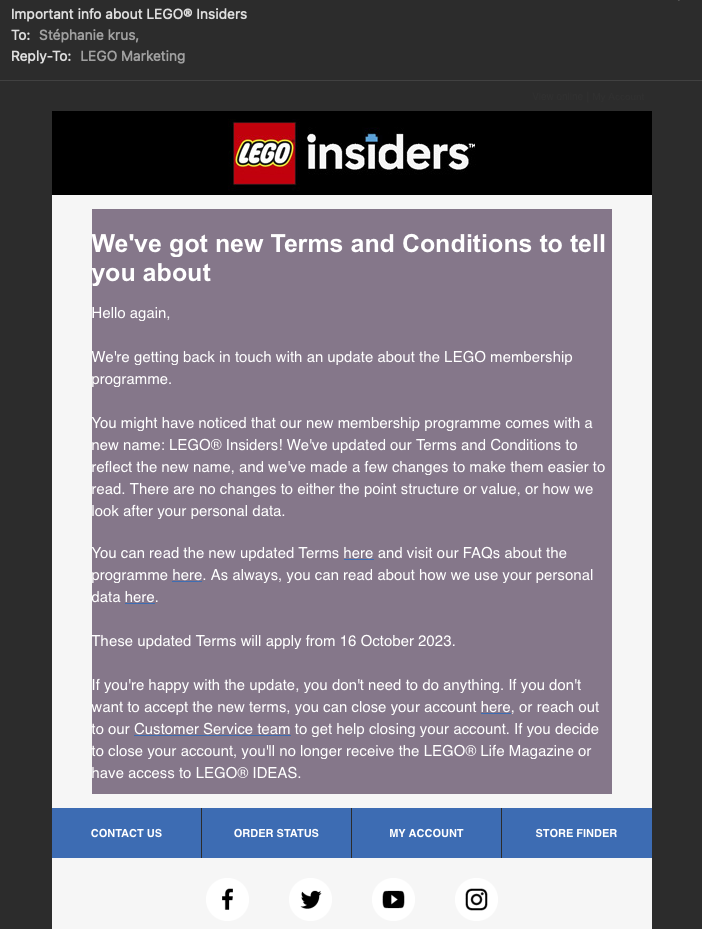 Important info about LEGO® Insiders
To: Stéphanie krus,
Reply-To: LEGO Marketing
LEGO insiders™
We've got new Terms and Conditions to tell
you about
Hello again,
We're getting back in touch with an update about the LEGO membership
programme.
You might have noticed that our new membership programme comes with a
new name: LEGO® Insiders! We've updated our Terms and Conditions to
reflect the new name, and we've made a few changes to make them easier to
read. There are no changes to either the point structure or value, or how we
look after your personal data.
You can read the new updated Terms here and visit our FAQs about the
programme here. As always, you can read about how we use your personal
data here.
These updated Terms will apply from 16 October 2023.
If you're happy with the update, you don't need to do anything. If you don't
want to accept the new terms, you can close your account here, or reach out
to our Customer Service team to get help closing your account. If you decide
to close your account, you'll no longer receive the LEGO® Life Magazine or
have access to LEGO® IDEAS.
CONTACT US
ORDER STATUS
MY ACCOUNT
STORE FINDER